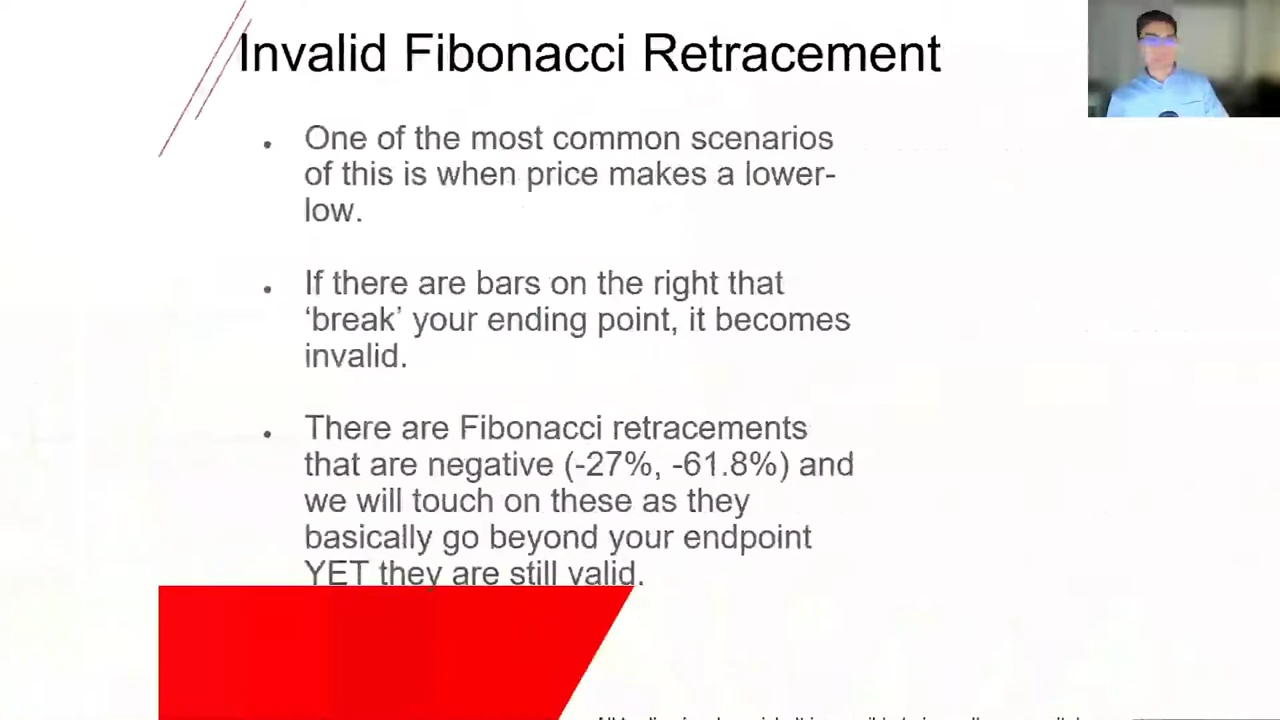 Invalid Fibonacci Retracement
• One of the most common scenarios
of this is when price makes a lower-
low.
• If there are bars on the right that
‘break’ your ending point, it becomes
invalid.
• There are Fibonacci retracements
that are negative (-27%, -61.8%) and
we will touch on these as they
basically go beyond your endpoint
YET they are still valid.